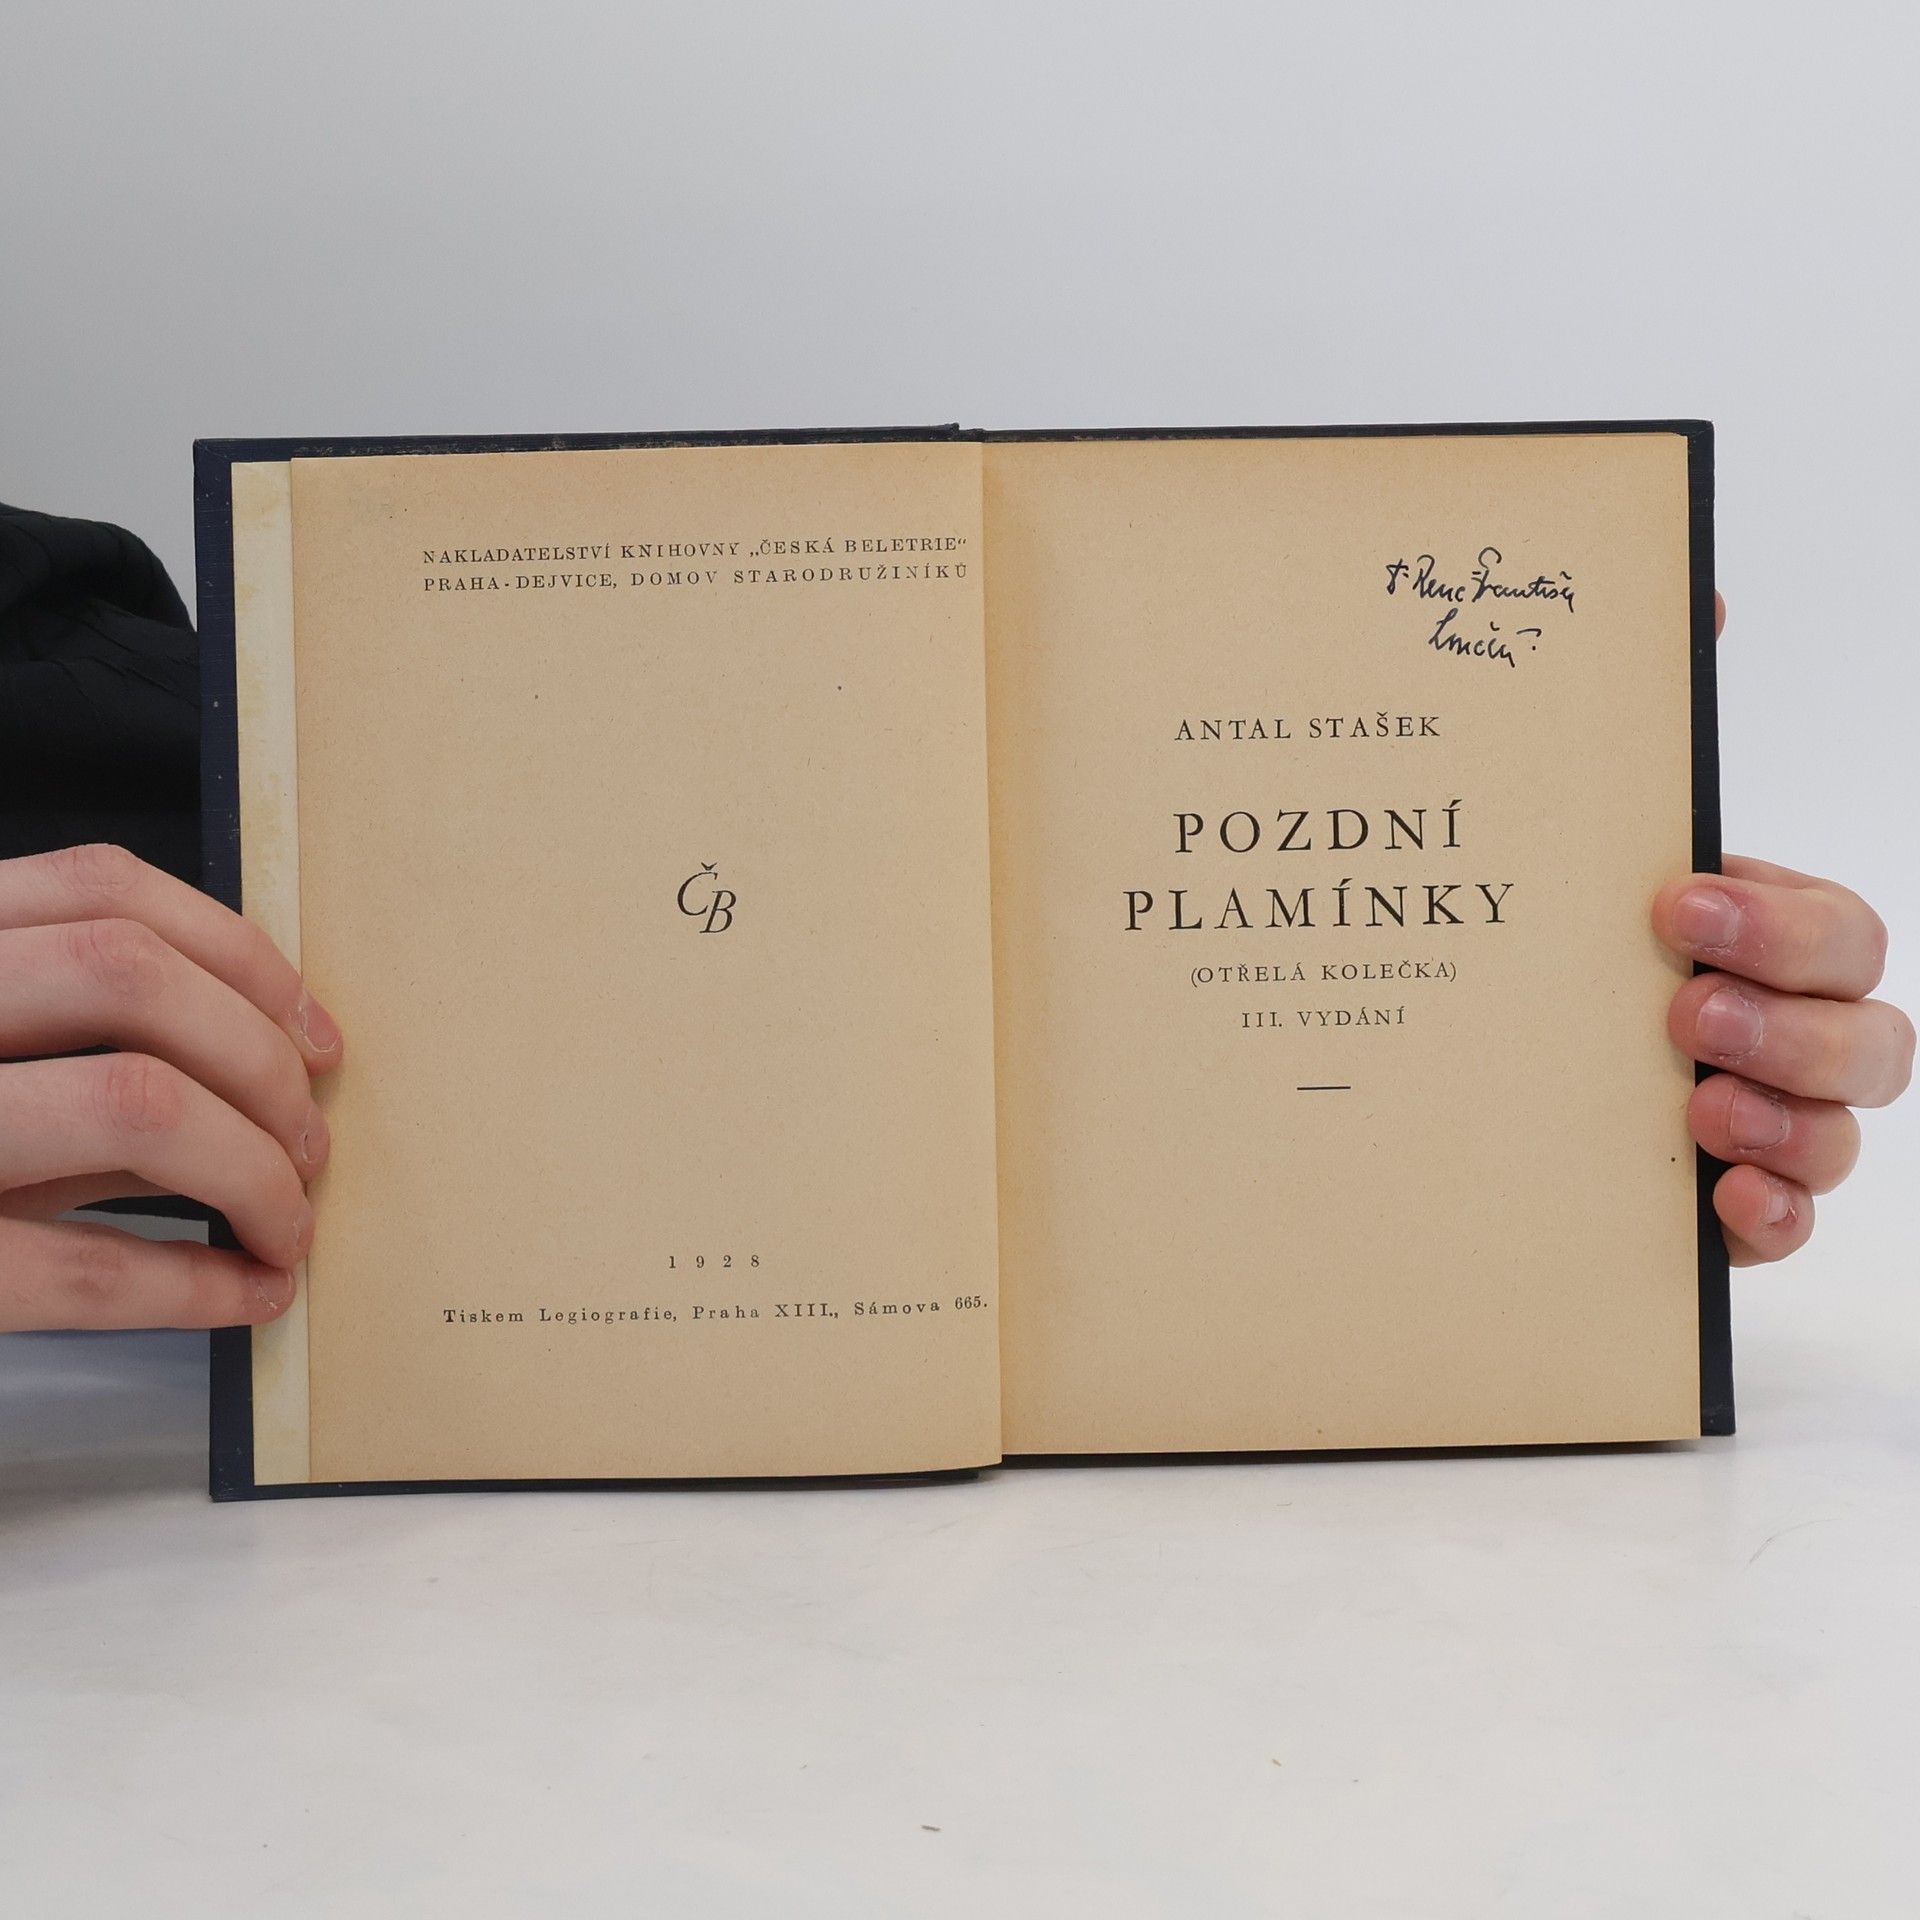 NAKLADATELSTVÍ KNIHOVNY „ČESKÁ BELETRIE“
PRAHA-DEJVICE, DOMOV STARODRUŽINÍKŮ
ČB
1928
Tiskem Legiografie, Praha XIII., Sámova 665.
ANTAL STAŠEK
POZDNÍ
PLAMÍNKY
(OTŘELÁ KOLEČKA)
III. VYDÁNÍ